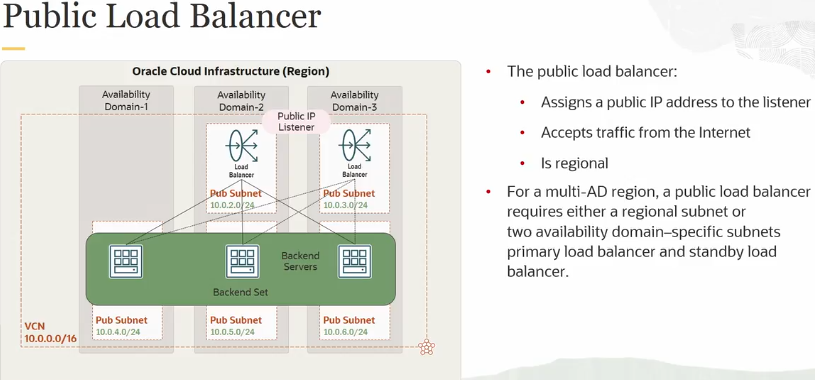 Public Load Balancer
Oracle Cloud Infrastructure (Region)
Availability
Domain-1
Availability
Domain-2
Availability
Domain-3
Public IP
Listener
Load
Balancer
Load
Balancer
Pub Subnet
10.0.2.0/24
Pub Subnet
10.0.3.0/24
Backend
Servers
Backend Set
Pub Subnet
10.0.4.0/24
Pub Subnet
10.0.5.0/24
Pub Subnet
10.0.6.0/24
VCN
10.0.0.0/16
• The public load balancer:
• Assigns a public IP address to the listener
• Accepts traffic from the Internet
• Is regional
• For a multi-AD region, a public load balancer
requires either a regional subnet or
two availability domain–specific subnets
primary load balancer and standby load
balancer.